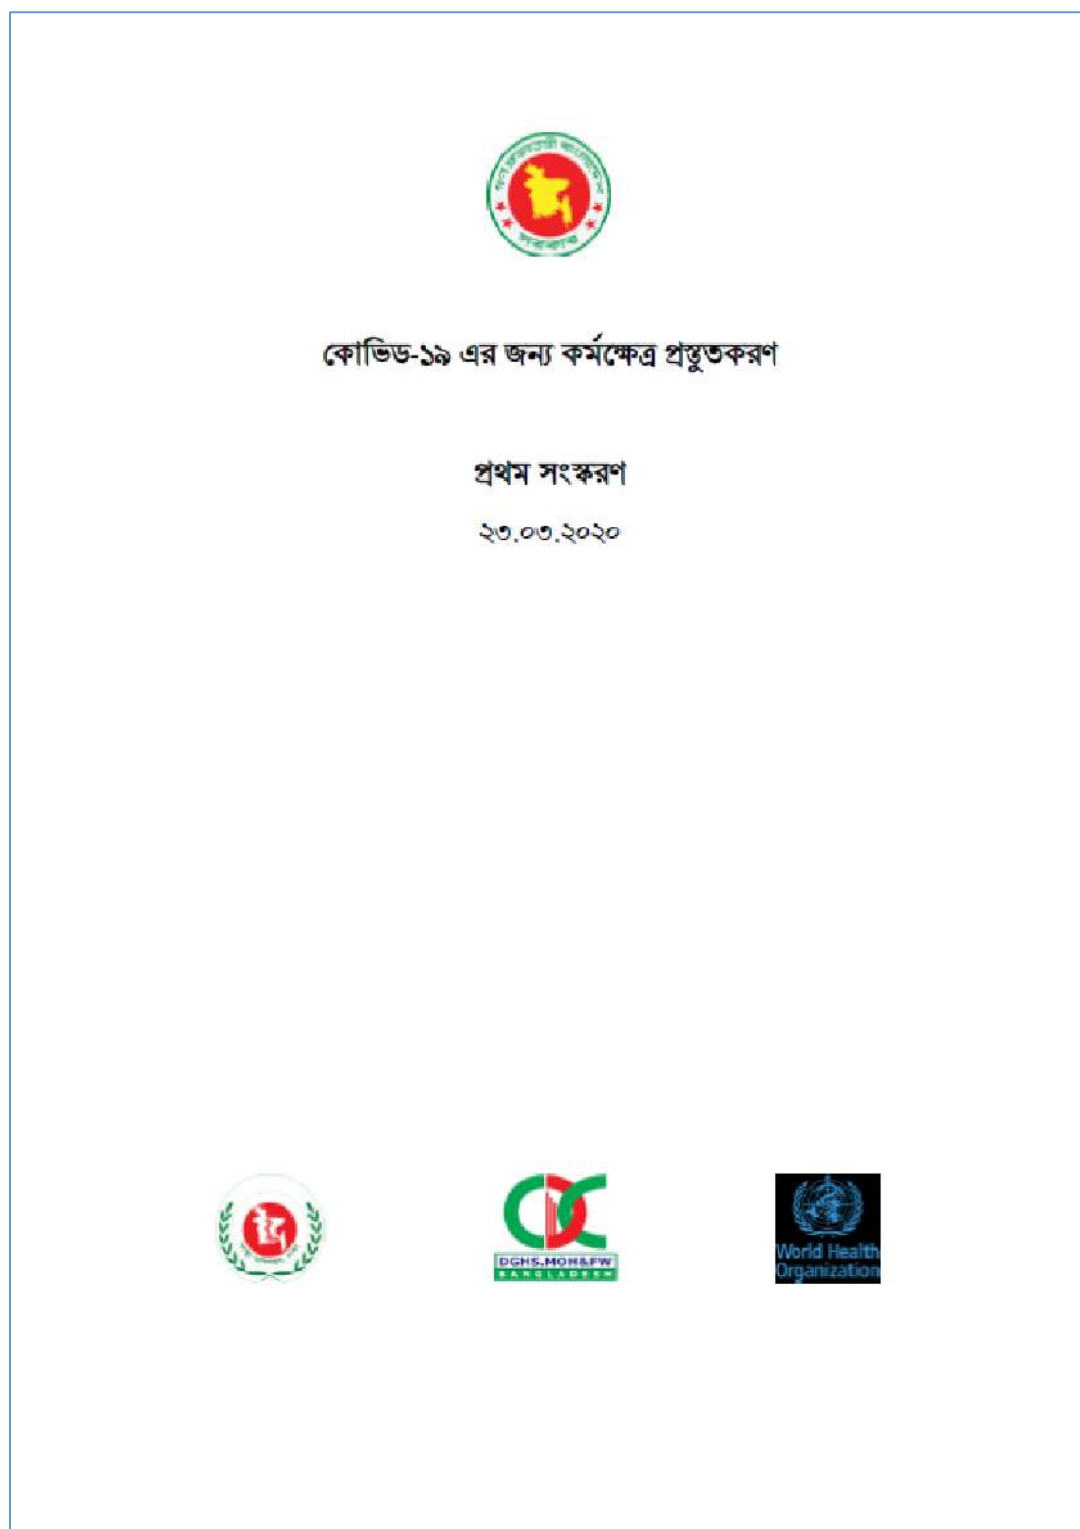 কোভিড-১৯ এর জন্য কর্মক্ষেত্র প্রস্তুতকরণ
প্রথম সংস্করণ
২৩.০৩.২০২০
CDC
DGHS.MOH&FW
BANGLADESH
World Health
Organization